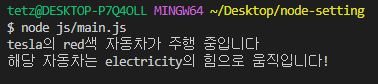 tetz@DESKTOP-P7Q4OLL MINGW64 ~/Desktop/node-setting
$ node js/main.js
tesla의 red색 자동차가 주행 중입니다
해당 자동차는 electricity의 힘으로 움직입니다!